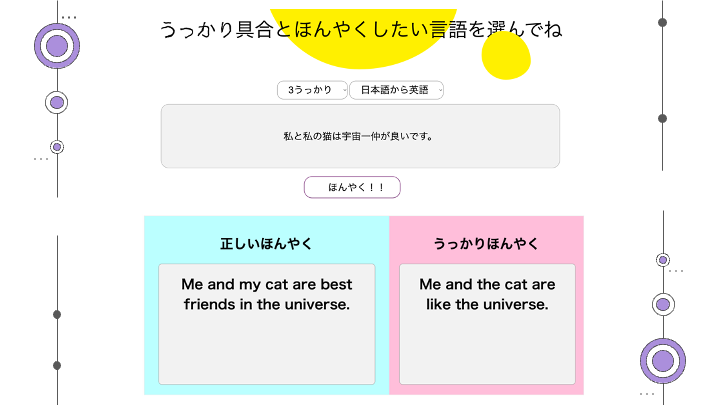 うっかり具合とほんやくしたい言語を選んでね
3うっかり
日本語から英語
私と私の猫は宇宙一仲が良いです。
ほんやく！！
正しいほんやく
うっかりほんやく
Me and my cat are best
friends in the universe.
Me and the cat are
like the universe.